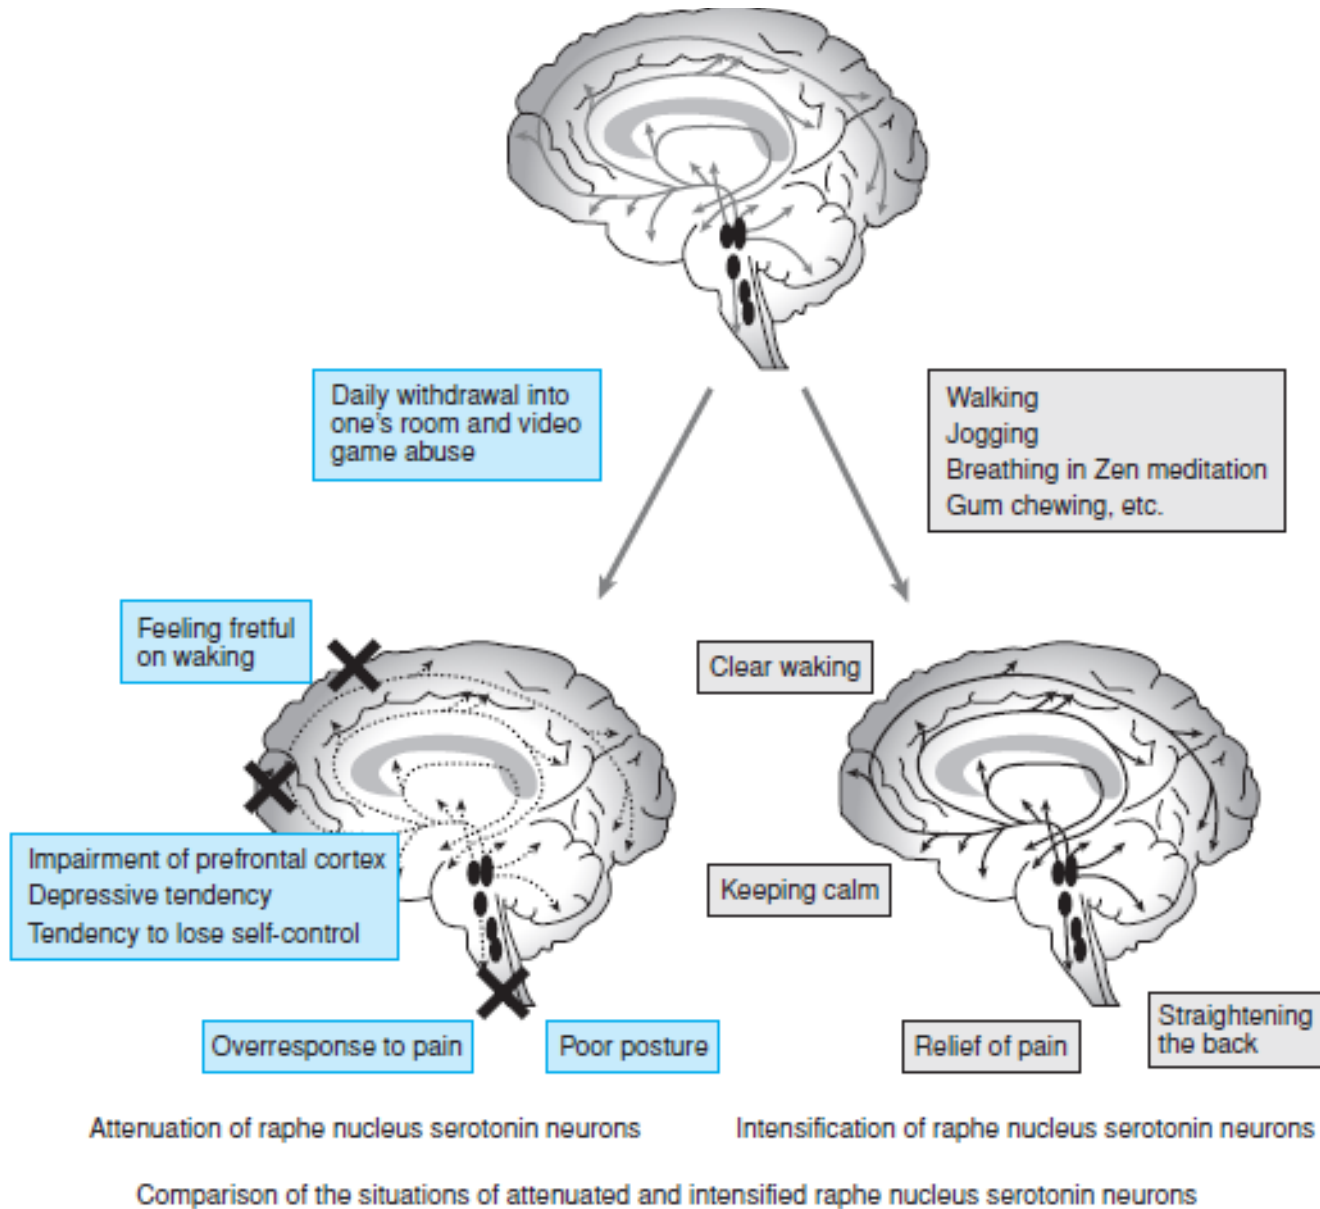 Daily withdrawal into
one's room and video
game abuse
Walking
Jogging
Breathing in Zen meditation
Gum chewing, etc.
Feeling fretful
on waking
Clear waking
Impairment of prefrontal cortex
Depressive tendency
Tendency to lose self-control
Keeping calm
Overresponse to pain
Poor posture
Relief of pain
Straightening
the back
Attenuation of raphe nucleus serotonin neurons
Intensification of raphe nucleus serotonin neurons
Comparison of the situations of attenuated and intensified raphe nucleus serotonin neurons